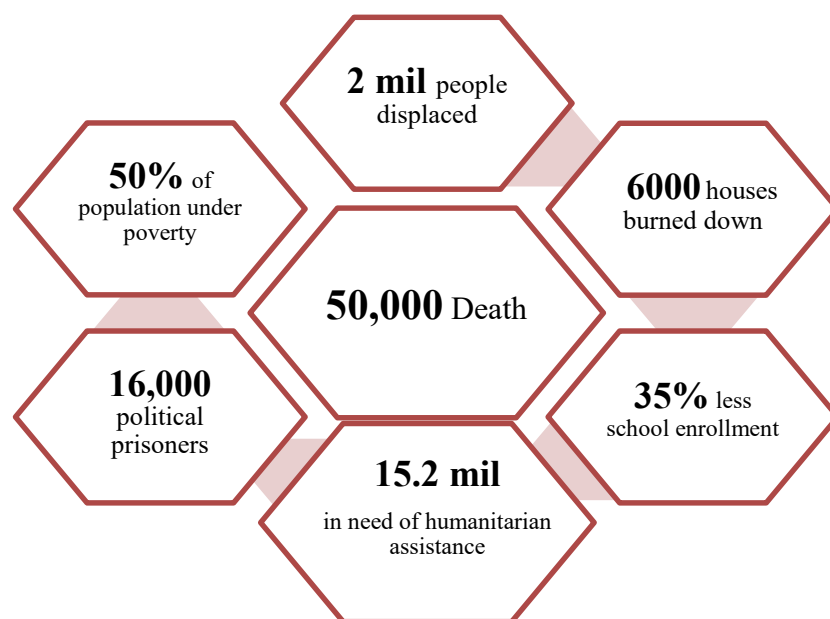 2 mil people
displaced
50% of
population under
poverty
6000 houses
burned down
50,000 Death
16,000
political
prisoners
35% less
school enrollment
15.2 mil
in need of humanitarian
assistance